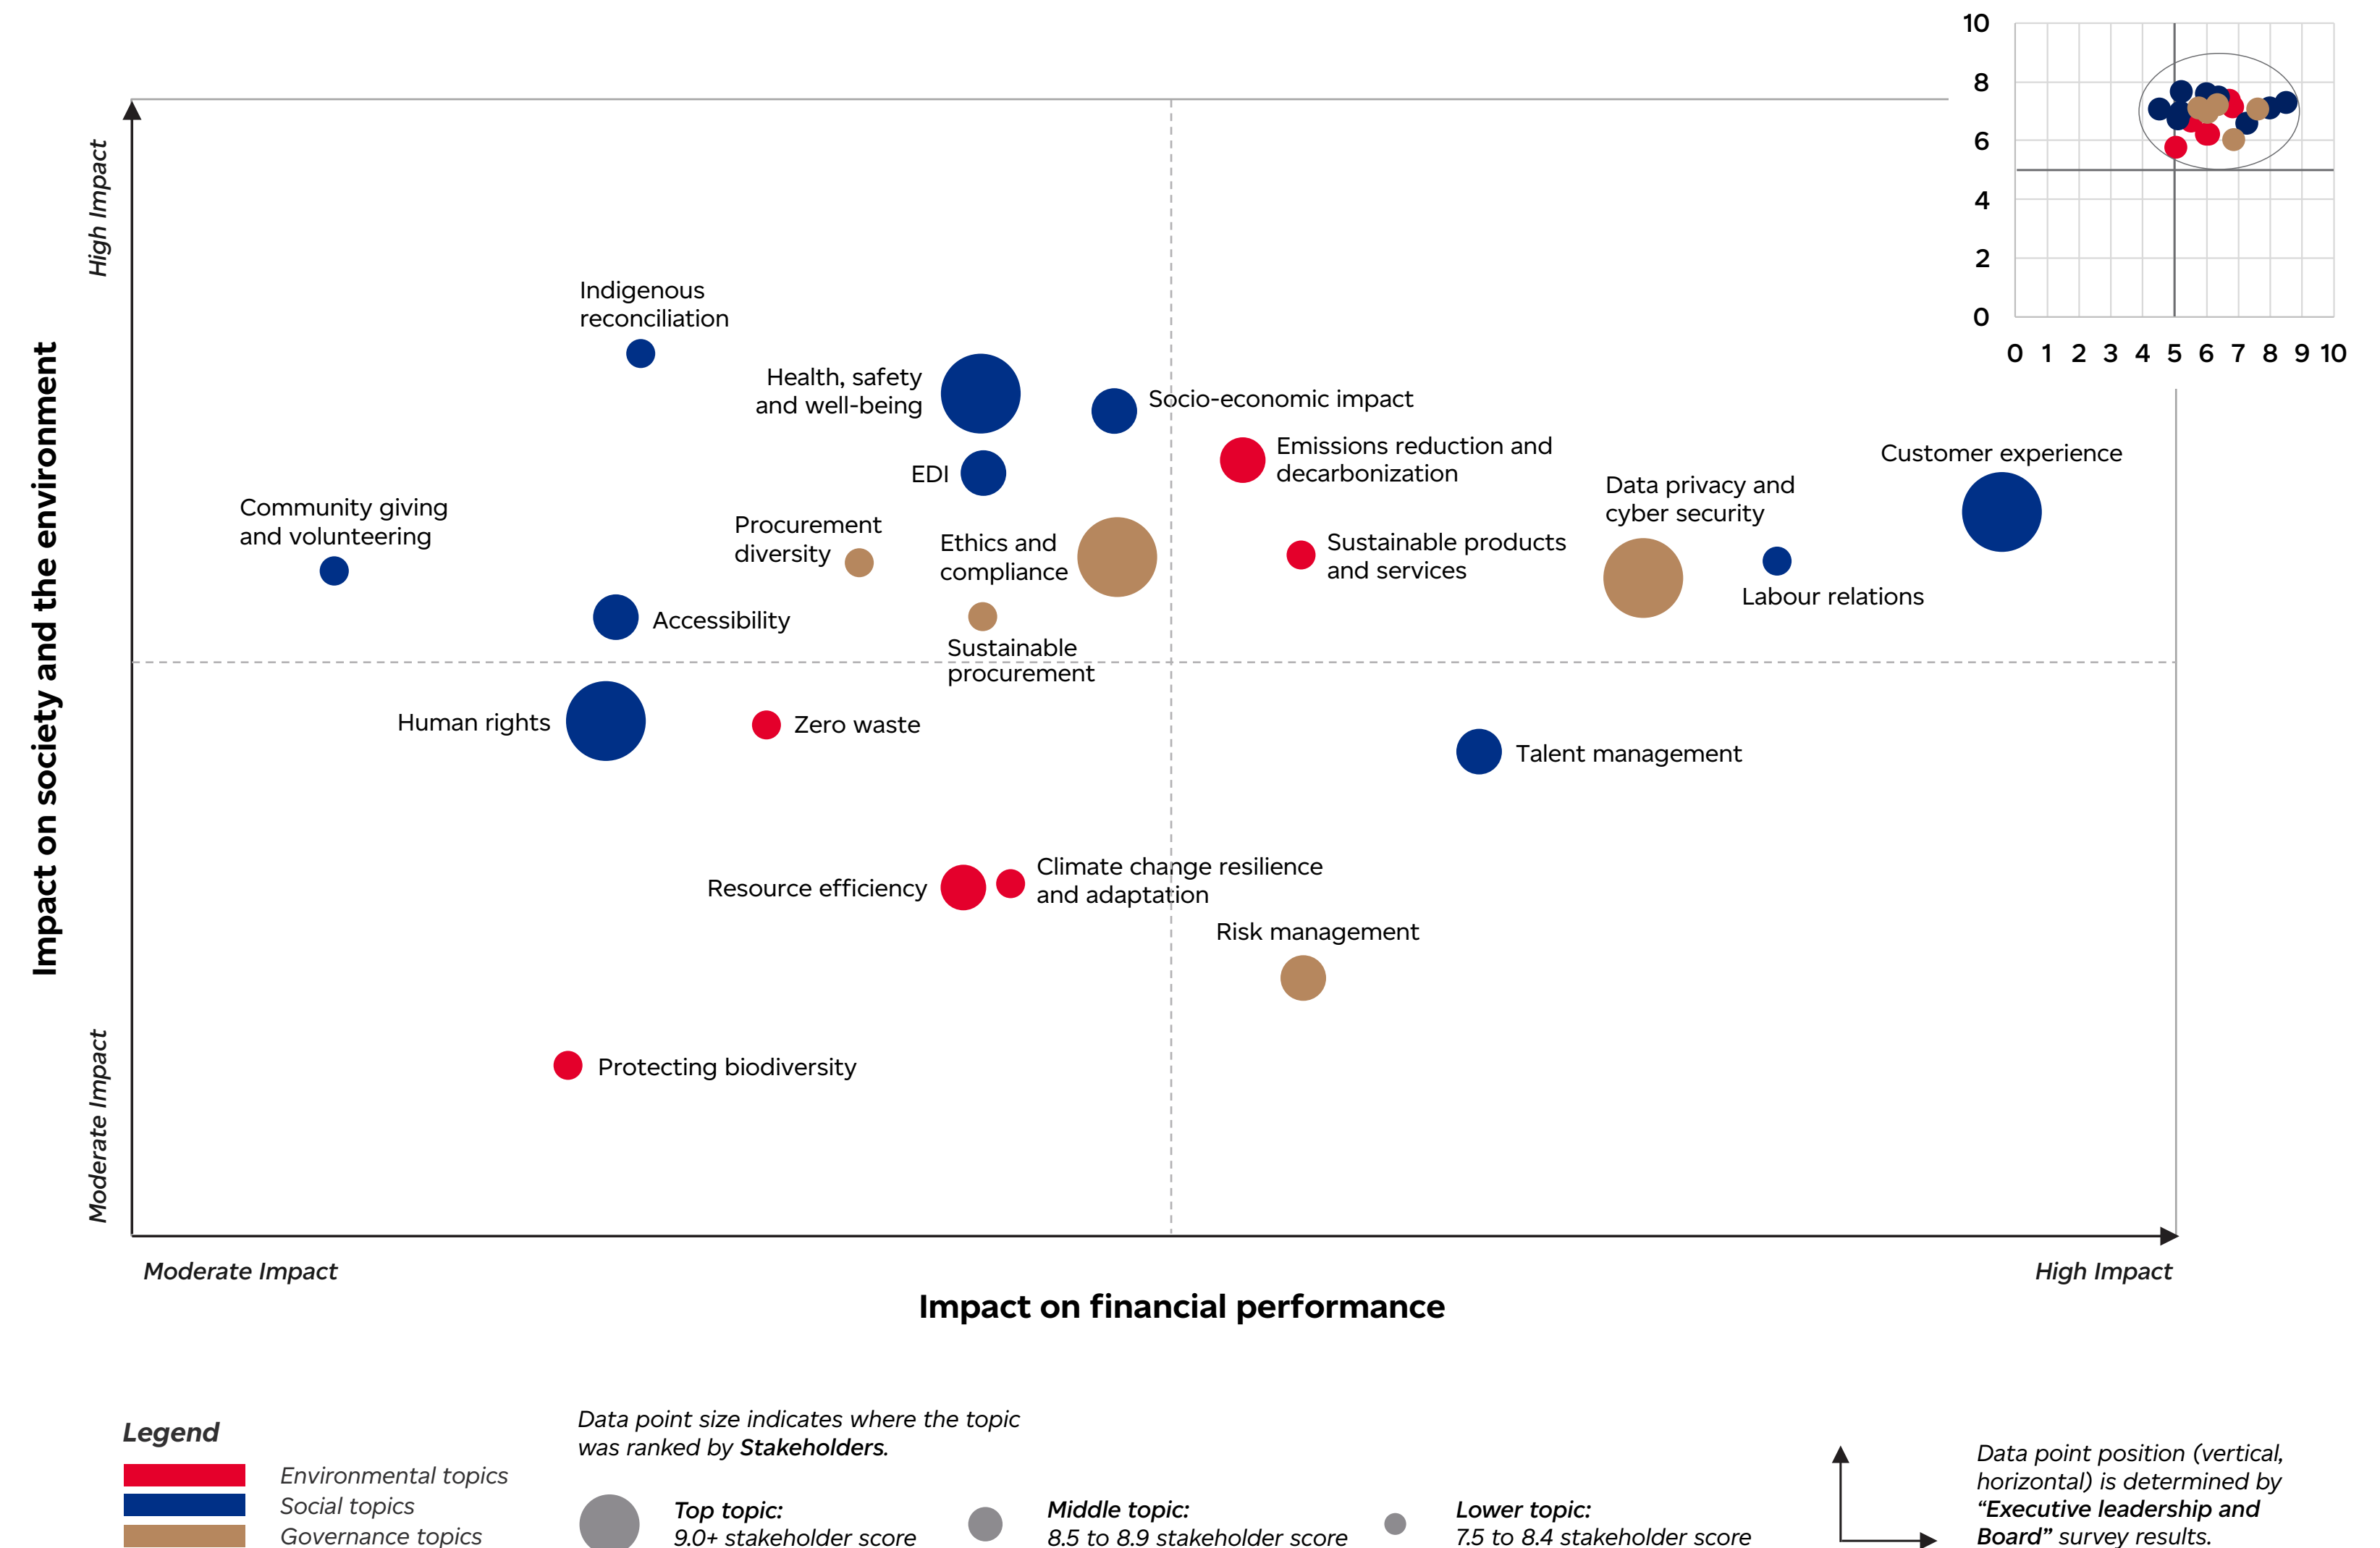 10
8
6
4
2
0
0 1 2 3 4 5 6 7 8 9 10
High Impact
Impact on society and the environment
Moderate Impact
Indigenous
reconciliation
Health, safety
and well-being
Socio-economic impact
EDI
Emissions reduction and
decarbonization
Customer experience
Data privacy and
cyber security
Community giving
and volunteering
Procurement
diversity
Ethics and
compliance
Sustainable products
and services
Labour relations
Accessibility
Sustainable
procurement
Human rights
Zero waste
Talent management
Resource efficiency
Climate change resilience
and adaptation
Risk management
Protecting biodiversity
Moderate Impact
High Impact
Impact on financial performance
Legend
Environmental topics
Social topics
Governance topics
Data point size indicates where the topic
was ranked by Stakeholders.
Top topic:
9.0+ stakeholder score
Middle topic:
8.5 to 8.9 stakeholder score
Lower topic:
7.5 to 8.4 stakeholder score
Data point position (vertical,
horizontal) is determined by
“Executive leadership and
Board” survey results.